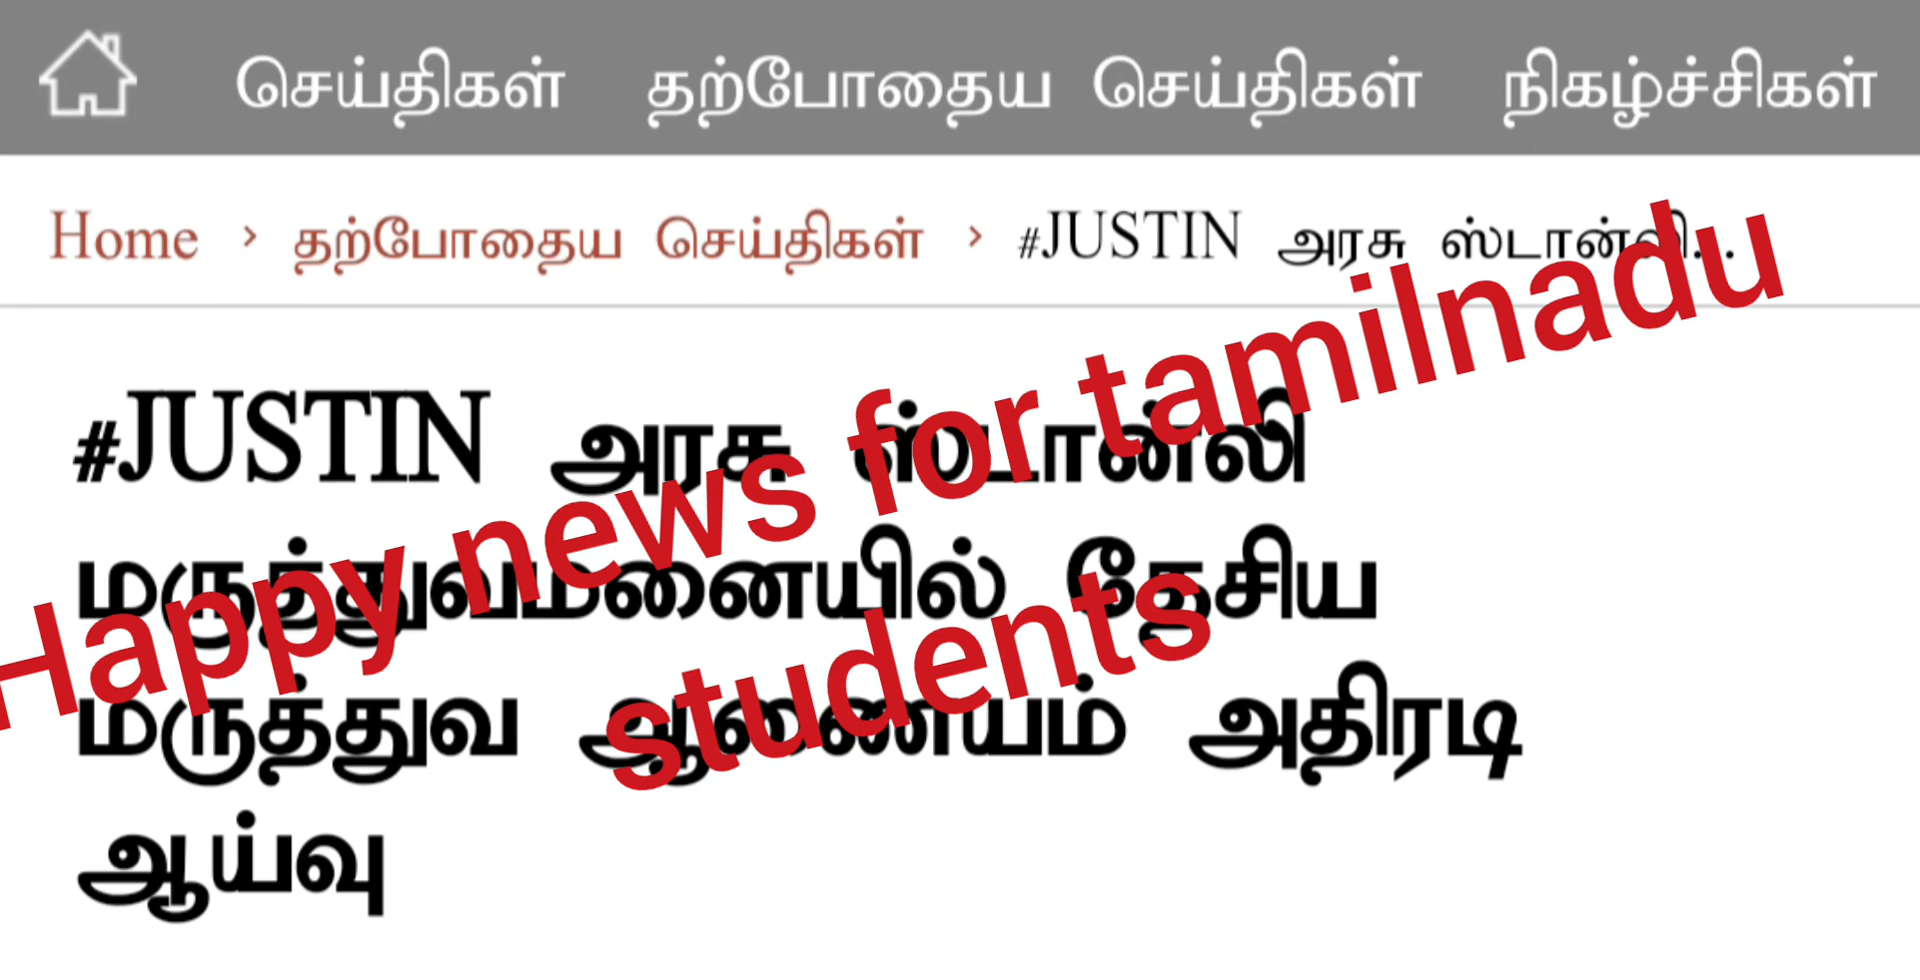 செய்திகள் தற்போதைய செய்திகள் நிகழ்ச்சிகள்
Home > தற்போதைய செய்திகள் > #JUSTIN அரசு ஸ்டான்லி...
#JUSTIN அரசு ஸ்டான்லி
மருத்துவமனையில் தேசிய
மருத்துவ ஆணையம் அதிரடி
ஆய்வு
Happy news for tamilnadu
students